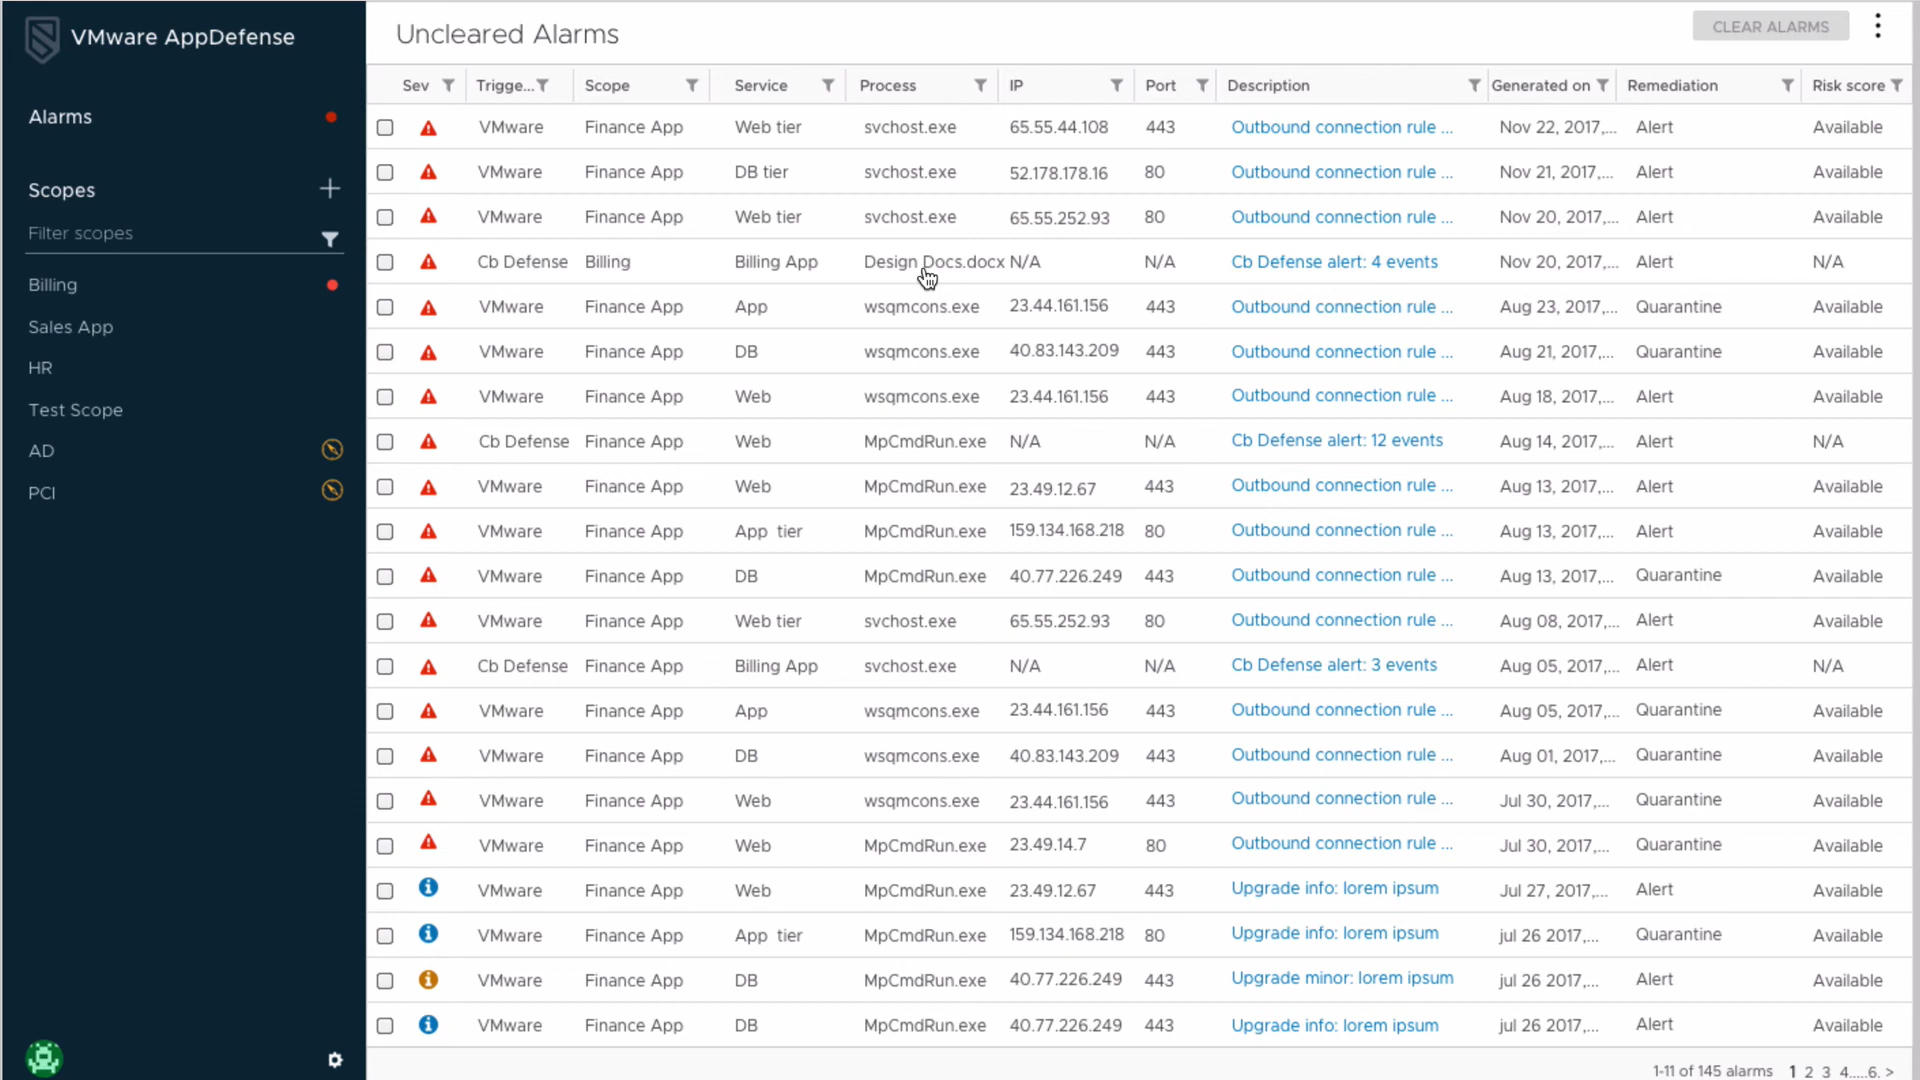 VMware AppDefense
Alarms
Scopes
Filter scopes
Billing
Sales App
HR
Test Scope
AD
PCI
Uncleared Alarms
CLEAR ALARMS
Sev Trigge... Scope Service Process IP Port Description Generated on Remediation Risk score
VMware Finance App Web tier svchost.exe 65.55.44.108 443 Outbound connection rule ... Nov 22, 2017,... Alert Available
VMware Finance App DB tier svchost.exe 52.178.178.16 80 Outbound connection rule ... Nov 21, 2017,... Alert Available
VMware Finance App Web tier svchost.exe 65.55.252.93 80 Outbound connection rule ... Nov 20, 2017,... Alert Available
Cb Defense Billing Billing App Design Docs.docx N/A N/A Cb Defense alert: 4 events Nov 20, 2017,... Alert N/A
VMware Finance App App wsqmcons.exe 23.44.161.156 443 Outbound connection rule ... Aug 23, 2017,... Quarantine Available
VMware Finance App DB wsqmcons.exe 40.83.143.209 443 Outbound connection rule ... Aug 21, 2017,... Quarantine Available
VMware Finance App Web wsqmcons.exe 23.44.161.156 443 Outbound connection rule ... Aug 18, 2017,... Alert Available
Cb Defense Finance App Web MpCmdRun.exe N/A N/A Cb Defense alert: 12 events Aug 14, 2017,... Alert N/A
VMware Finance App Web MpCmdRun.exe 23.49.12.67 443 Outbound connection rule ... Aug 13, 2017,... Alert Available
VMware Finance App App tier MpCmdRun.exe 159.134.168.218 80 Outbound connection rule ... Aug 13, 2017,... Alert Available
VMware Finance App DB MpCmdRun.exe 40.77.226.249 443 Outbound connection rule ... Aug 13, 2017,... Quarantine Available
VMware Finance App Web tier svchost.exe 65.55.252.93 80 Outbound connection rule ... Aug 08, 2017,... Alert Available
Cb Defense Finance App Billing App svchost.exe N/A N/A Cb Defense alert: 3 events Aug 05, 2017,... Alert N/A
VMware Finance App App wsqmcons.exe 23.44.161.156 443 Outbound connection rule ... Aug 05, 2017,... Quarantine Available
VMware Finance App DB wsqmcons.exe 40.83.143.209 443 Outbound connection rule ... Aug 01, 2017,... Quarantine Available
VMware Finance App Web wsqmcons.exe 23.44.161.156 443 Outbound connection rule ... Jul 30, 2017,... Quarantine Available
VMware Finance App Web MpCmdRun.exe 23.49.14.7 80 Outbound connection rule ... Jul 30, 2017,... Quarantine Available
VMware Finance App Web MpCmdRun.exe 23.49.12.67 443 Upgrade info: lorem ipsum Jul 27, 2017,... Alert Available
VMware Finance App App tier MpCmdRun.exe 159.134.168.218 80 Upgrade info: lorem ipsum jul 26 2017,... Quarantine Available
VMware Finance App DB MpCmdRun.exe 40.77.226.249 443 Upgrade minor: lorem ipsum jul 26 2017,... Alert Available
VMware Finance App DB MpCmdRun.exe 40.77.226.249 443 Upgrade info: lorem ipsum jul 26 2017,... Alert Available
1-11 of 145 alarms 1 2 3 4.....6. >